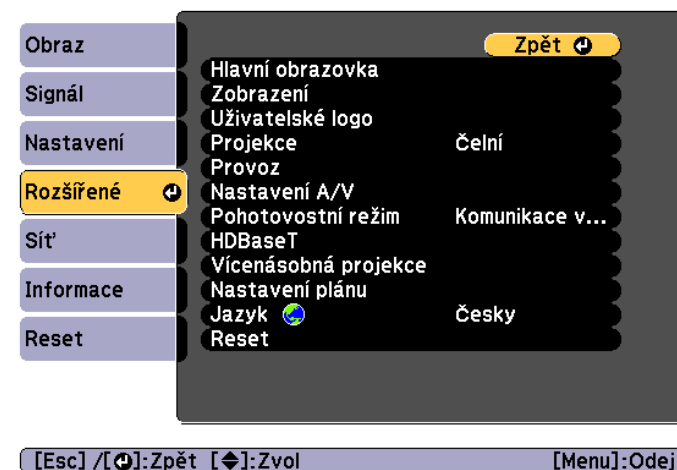 Obraz
Signál
Nastavení
Rozšířené
Síť
Informace
Reset
Zpět
Hlavní obrazovka
Zobrazení
Uživatelské logo
Projekce Čelní
Provoz
Nastavení A/V
Pohotovostní režim Komunikace v...
HDBaseT
Vícenásobná projekce
Nastavení plánu
Jazyk Česky
Reset
[Esc] /[]:Zpět []:Zvol [Menu]:Odej